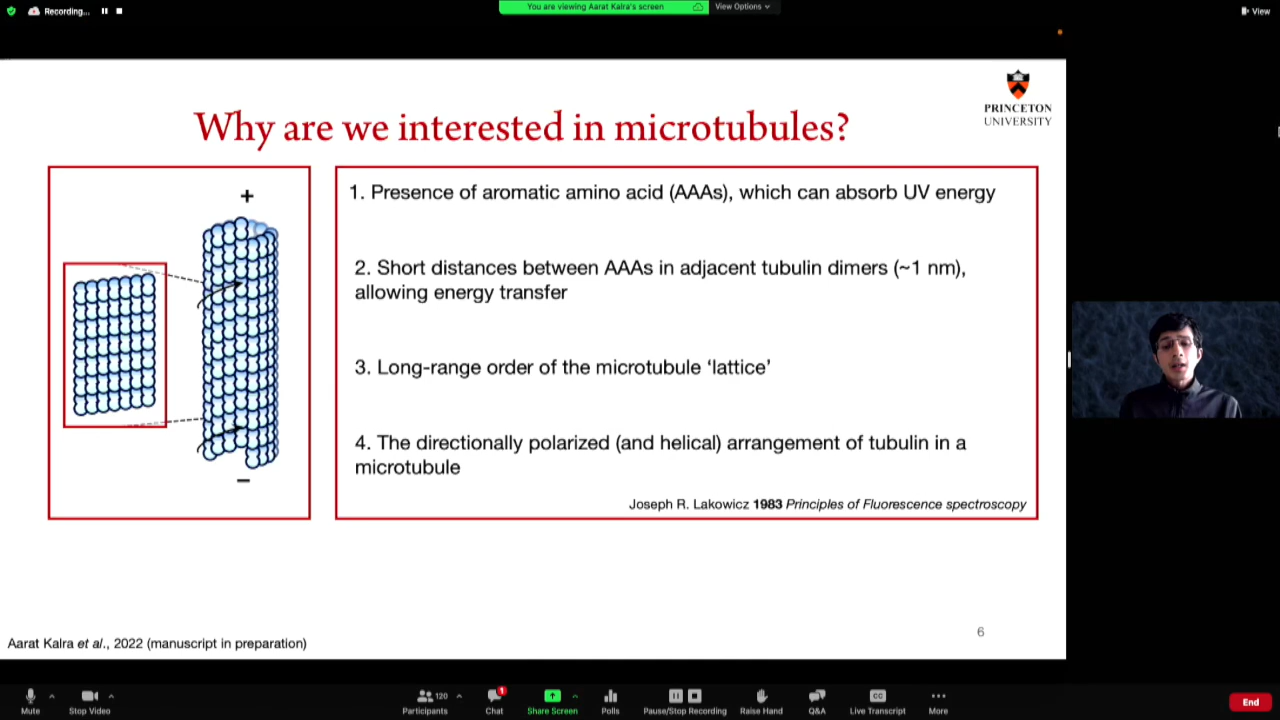 Recording...
You are viewing Aarat Kalra's screen
View Options
View
PRINCETON
UNIVERSITY
Why are we interested in microtubules?
+
−
1. Presence of aromatic amino acid (AAAs), which can absorb UV energy
2. Short distances between AAAs in adjacent tubulin dimers (~1 nm),
allowing energy transfer
3. Long-range order of the microtubule ‘lattice’
4. The directionally polarized (and helical) arrangement of tubulin in a
microtubule
Joseph R. Lakowicz 1983 Principles of Fluorescence spectroscopy
6
Aarat Kalra et al., 2022 (manuscript in preparation)
Mute
Stop Video
120
Participants
1
Chat
Share Screen
Polls
Pause/Stop Recording
Raise Hand
Q&A
CC
Live Transcript
More
End